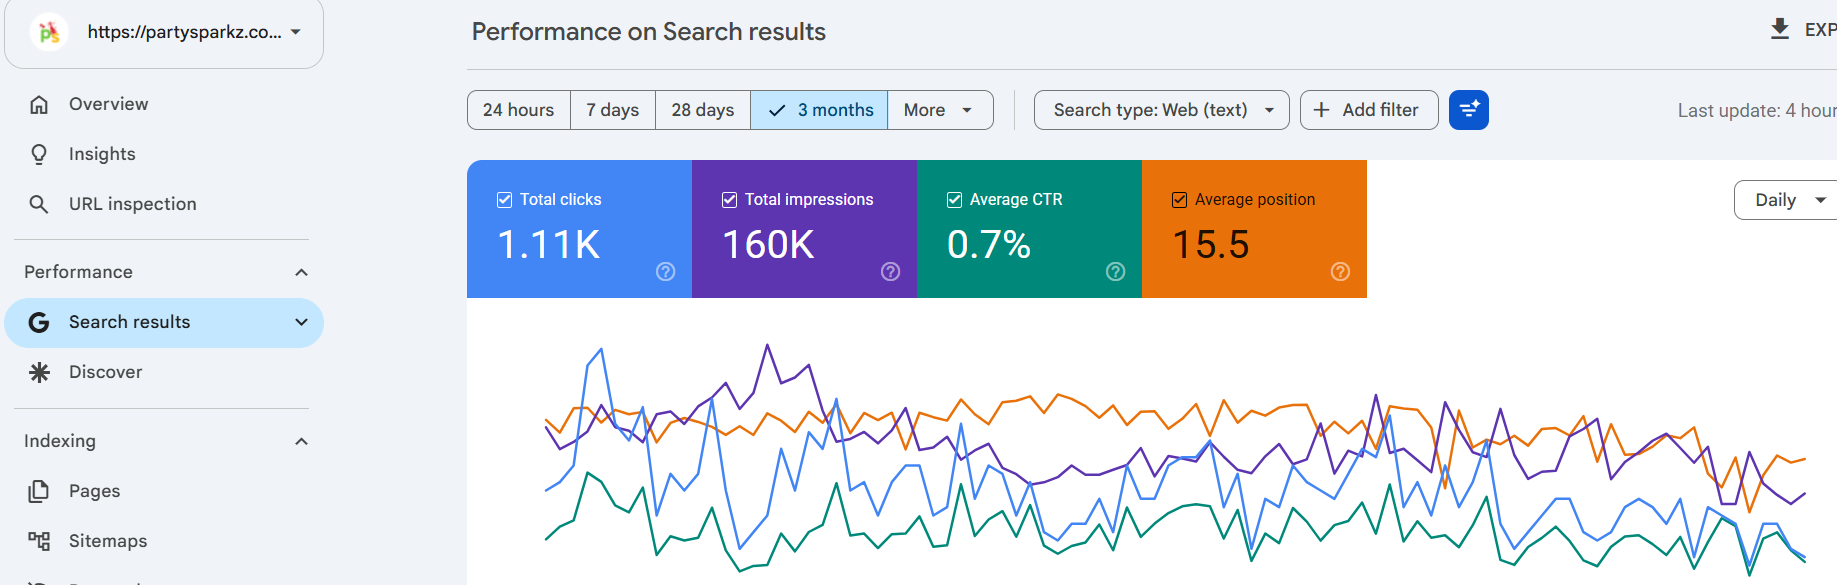 https://partysparkz.co...
Performance on Search results
EXP
Overview
Insights
URL inspection
Performance
Search results
Discover
Indexing
Pages
Sitemaps
24 hours 7 days 28 days 3 months More
Search type: Web (text)
Add filter
Last update: 4 hour
Total clicks
1.11K
Total impressions
160K
Average CTR
0.7%
Average position
15.5
Daily